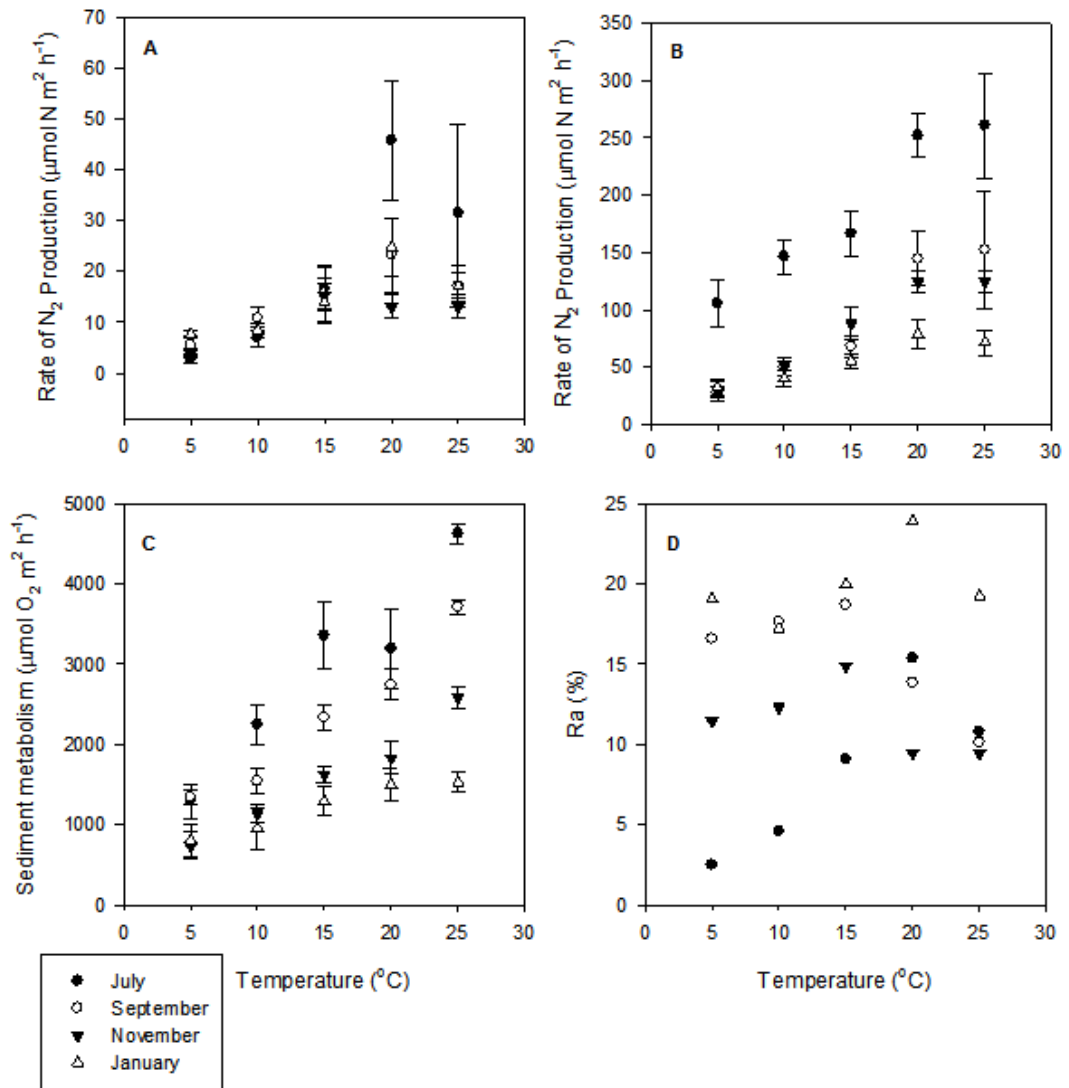 A
Rate of N₂ Production (μmol N m² h⁻¹)
70
60
50
40
30
20
10
0
0 5 10 15 20 25 30
B
Rate of N₂ Production (μmol N m² h⁻¹)
350
300
250
200
150
100
50
0
0 5 10 15 20 25 30
C
Sediment metabolism (μmol O₂ m² h⁻¹)
5000
4000
3000
2000
1000
0
0 5 10 15 20 25 30
Temperature (⁰C)
D
Ra (%)
25
20
15
10
5
0
0 5 10 15 20 25 30
Temperature (⁰C)
July
September
November
January